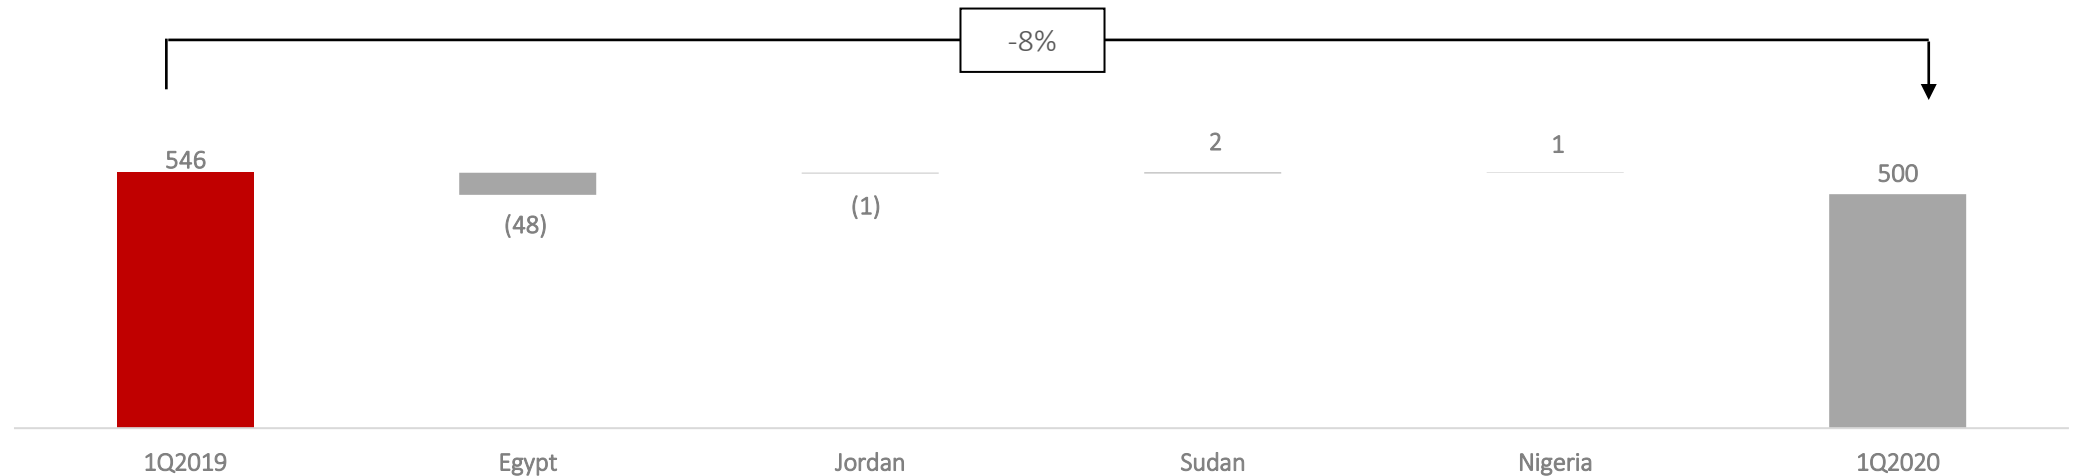 -8%
546
(48)
(1)
2
1
500
1Q2019
Egypt
Jordan
Sudan
Nigeria
1Q2020